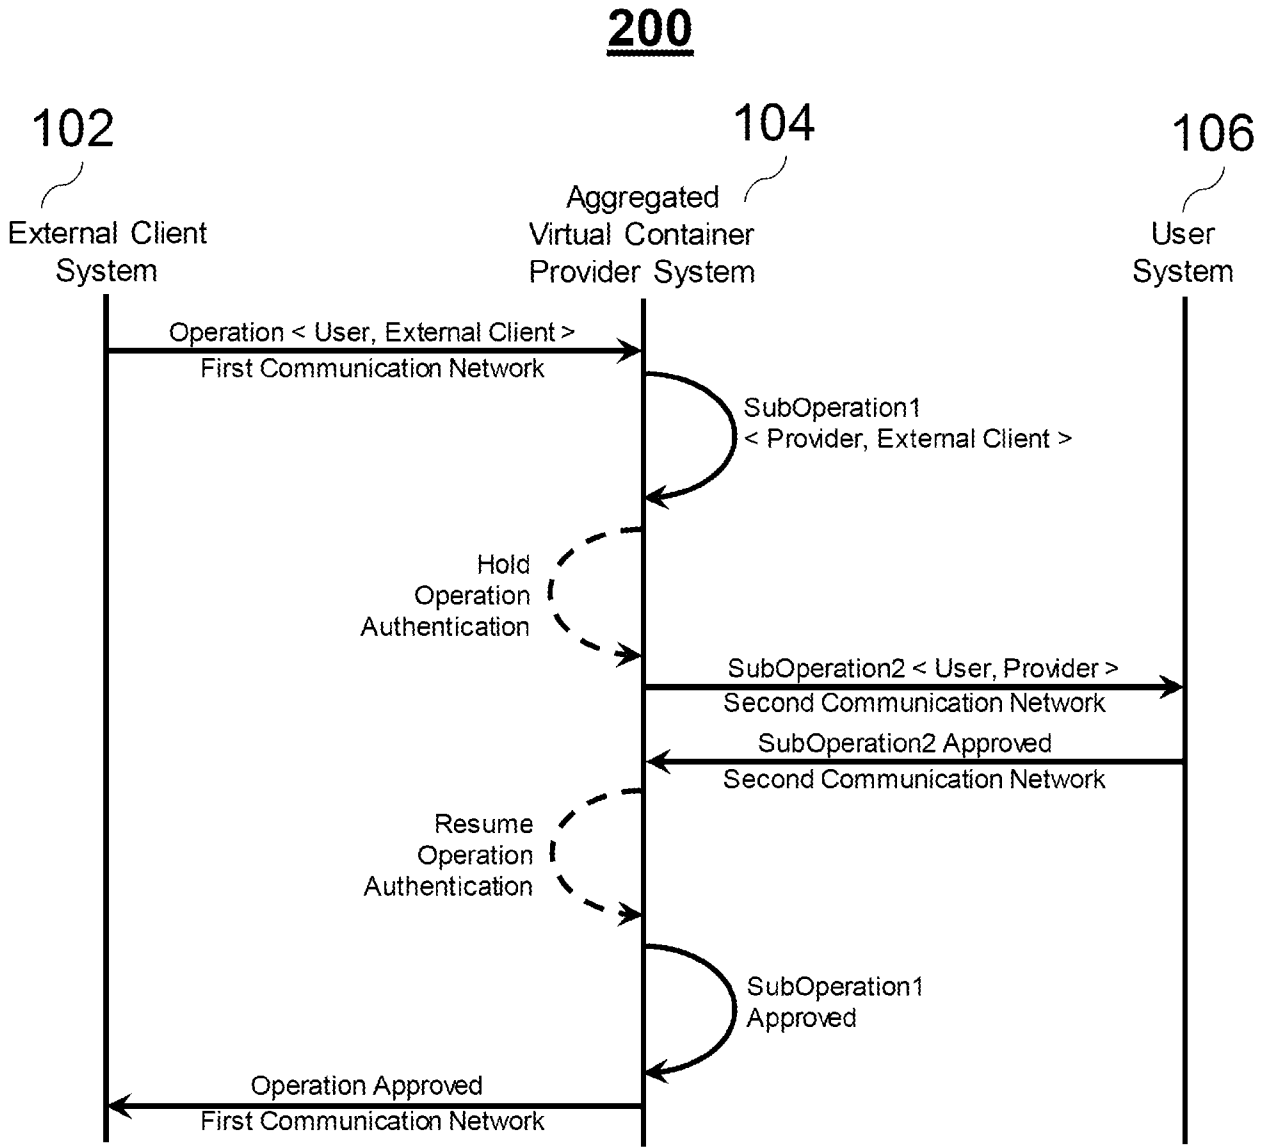 200
102
104
106
External Client
System
Aggregated
Virtual Container
Provider System
User
System
Operation < User, External Client >
First Communication Network
SubOperation1
< Provider, External Client >
Hold
Operation
Authentication
SubOperation2 < User, Provider >
Second Communication Network
SubOperation2 Approved
Second Communication Network
Resume
Operation
Authentication
SubOperation1
Approved
Operation Approved
First Communication Network